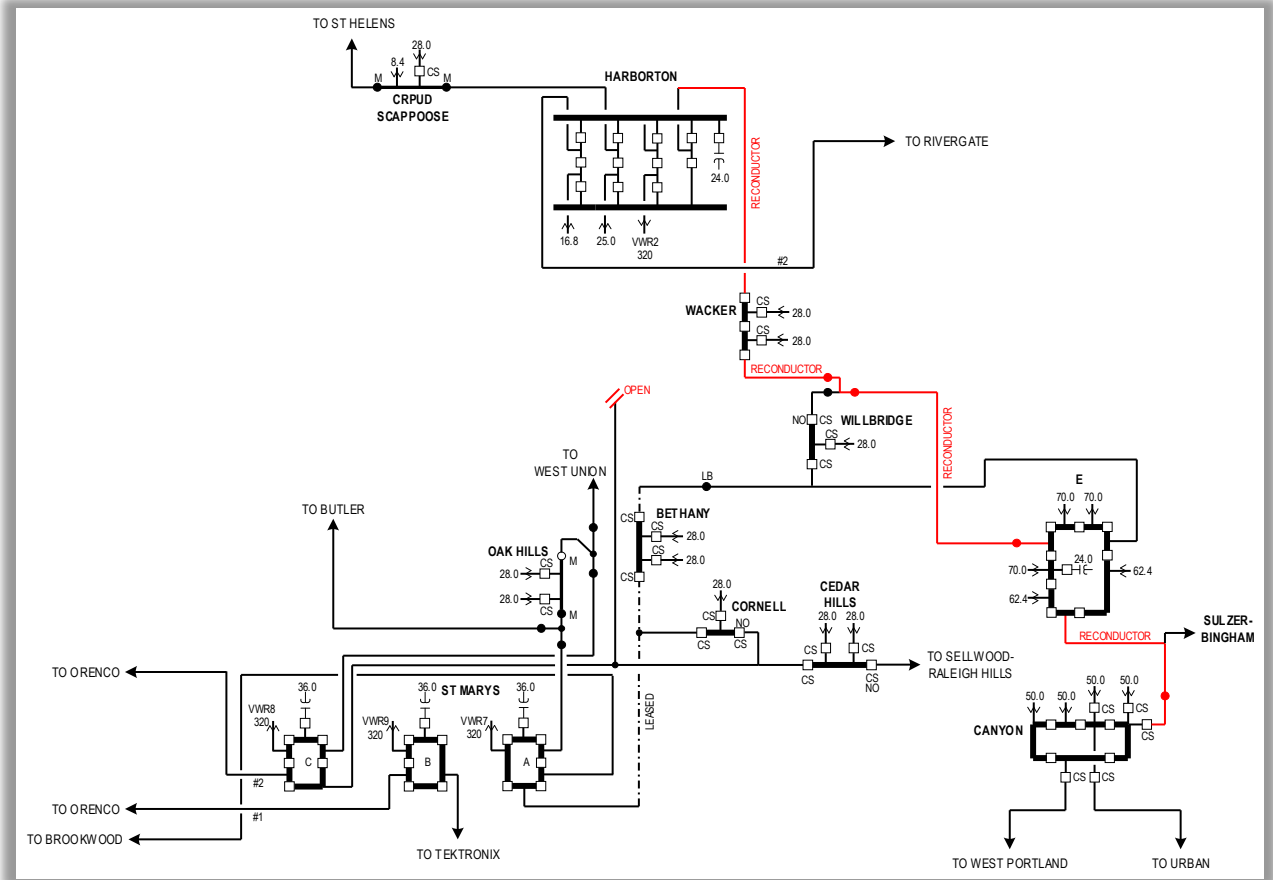 TO ST HELENS
28.0
8.4
CS
M
M
CRPUD
SCAPPOOSE
HARBORTON
RECONDUCTOR
TO RIVERGATE
24.0
16.8
25.0
VWR2
320
#2
WACKER
CS
28.0
CS
28.0
RECONDUCTOR
OPEN
NO
CS
WILLBRIDGE
CS
28.0
CS
RECONDUCTOR
TO
WEST UNION
LB
E
70.0
70.0
TO BUTLER
CS
BETHANY
CS
28.0
CS
28.0
CS
OAK HILLS
M
CS
28.0
28.0
CS
M
24.0
70.0
62.4
62.4
28.0
CS
CORNELL
NO
CS
CS
CEDAR
HILLS
28.0
28.0
CS
CS
CS
CS
NO
TO SELLWOOD-
RALEIGH HILLS
SULZER-
BINGHAM
RECONDUCTOR
TO ORENCO
36.0
36.0
ST MARYS
36.0
VWR8
320
VWR9
320
VWR7
320
C
B
A
LEASED
#2
50.0
50.0
50.0
50.0
CS
CS
CANYON
CS
CS
CS
TO ORENCO
#1
TO BROOKWOOD
TO TEKTRONIX
TO WEST PORTLAND
TO URBAN